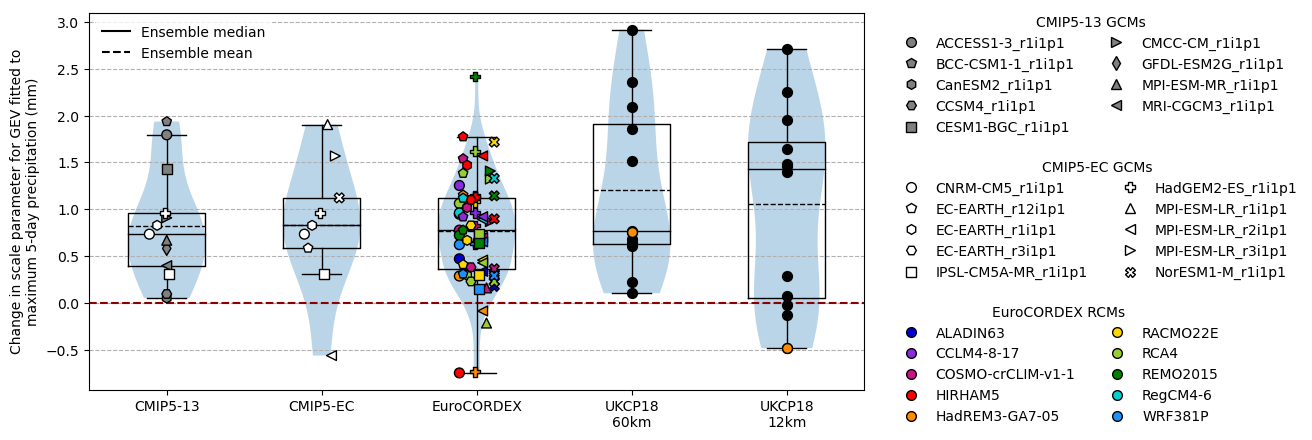 Change in scale parameter for GEV fitted to
maximum 5-day precipitation (mm)
3.0
2.5
2.0
1.5
1.0
0.5
0.0
−0.5
Ensemble median
Ensemble mean
CMIP5-13
CMIP5-EC
EuroCORDEX
UKCP18
60km
UKCP18
12km
CMIP5-13 GCMs
ACCESS1-3_r1i1p1
BCC-CSM1-1_r1i1p1
CanESM2_r1i1p1
CCSM4_r1i1p1
CESM1-BGC_r1i1p1
CMCC-CM_r1i1p1
GFDL-ESM2G_r1i1p1
MPI-ESM-MR_r1i1p1
MRI-CGCM3_r1i1p1
CMIP5-EC GCMs
CNRM-CM5_r1i1p1
EC-EARTH_r12i1p1
EC-EARTH_r1i1p1
EC-EARTH_r3i1p1
IPSL-CM5A-MR_r1i1p1
HadGEM2-ES_r1i1p1
MPI-ESM-LR_r1i1p1
MPI-ESM-LR_r2i1p1
MPI-ESM-LR_r3i1p1
NorESM1-M_r1i1p1
EuroCORDEX RCMs
ALADIN63
CCLM4-8-17
COSMO-crCLIM-v1-1
HIRHAM5
HadREM3-GA7-05
RACMO22E
RCA4
REMO2015
RegCM4-6
WRF381P